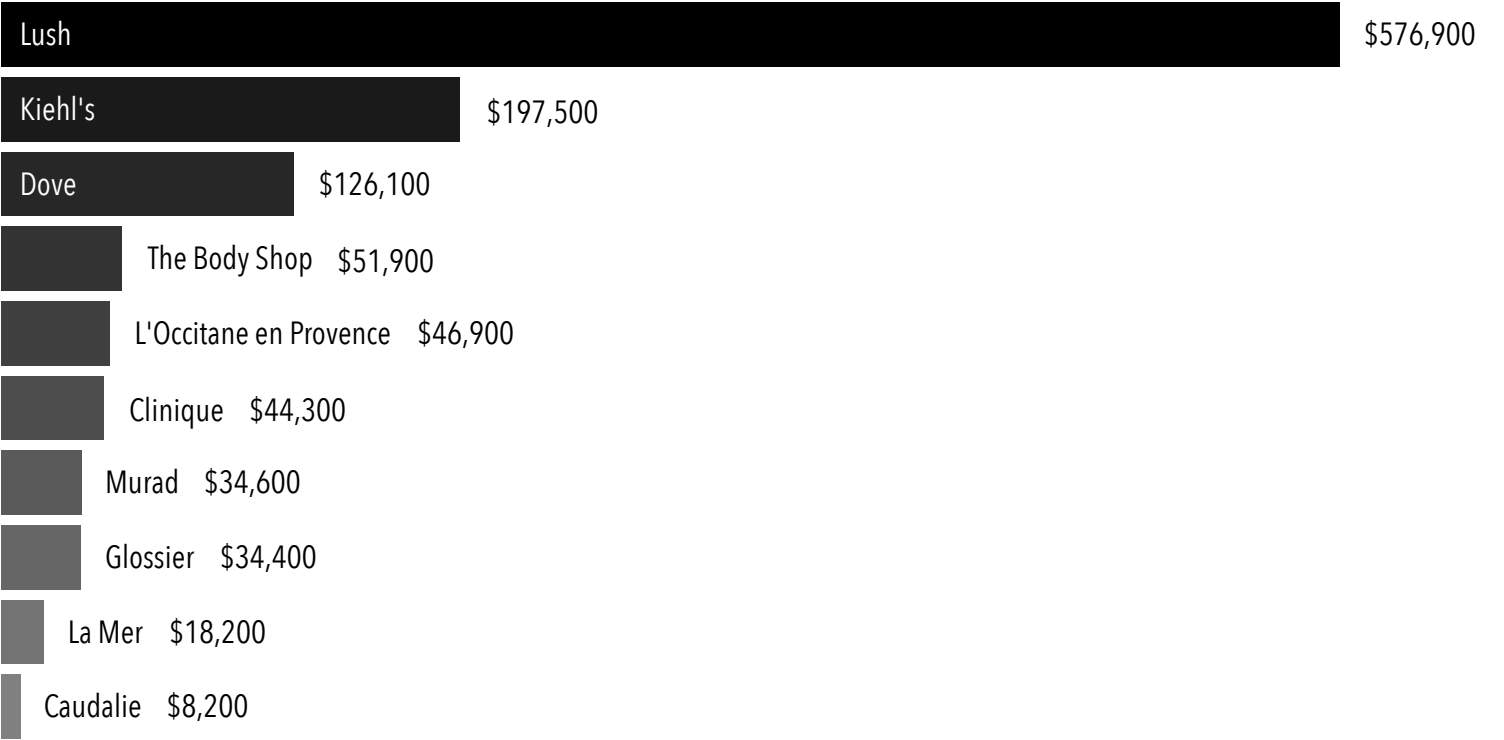 Lush $576,900
Kiehl's $197,500
Dove $126,100
The Body Shop $51,900
L'Occitane en Provence $46,900
Clinique $44,300
Murad $34,600
Glossier $34,400
La Mer $18,200
Caudalie $8,200